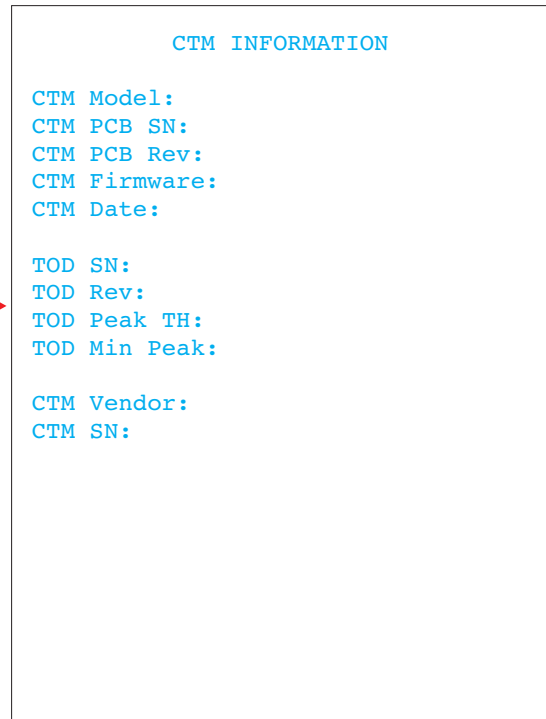 CTM INFORMATION
CTM Model:
CTM PCB SN:
CTM PCB Rev:
CTM Firmware:
CTM Date:
TOD SN:
TOD Rev:
TOD Peak TH:
TOD Min Peak:
CTM Vendor:
CTM SN: